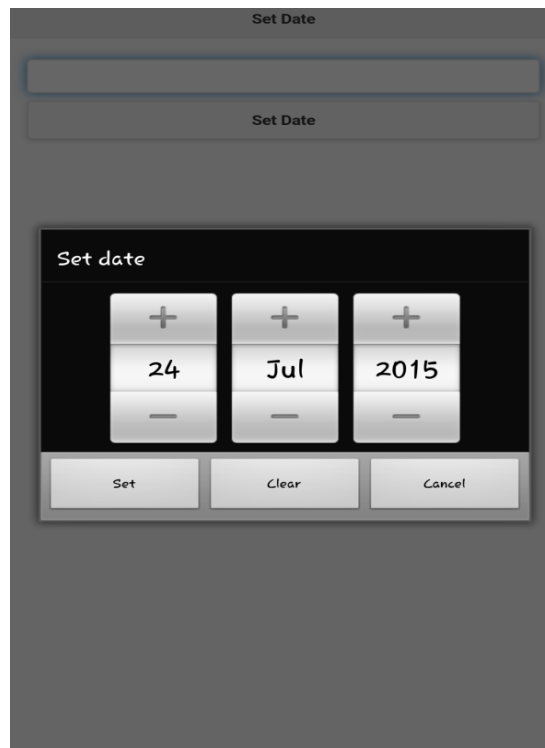 Set Date
Set Date
Set date
+ + +
24 Jul 2015
− − −
Set Clear Cancel